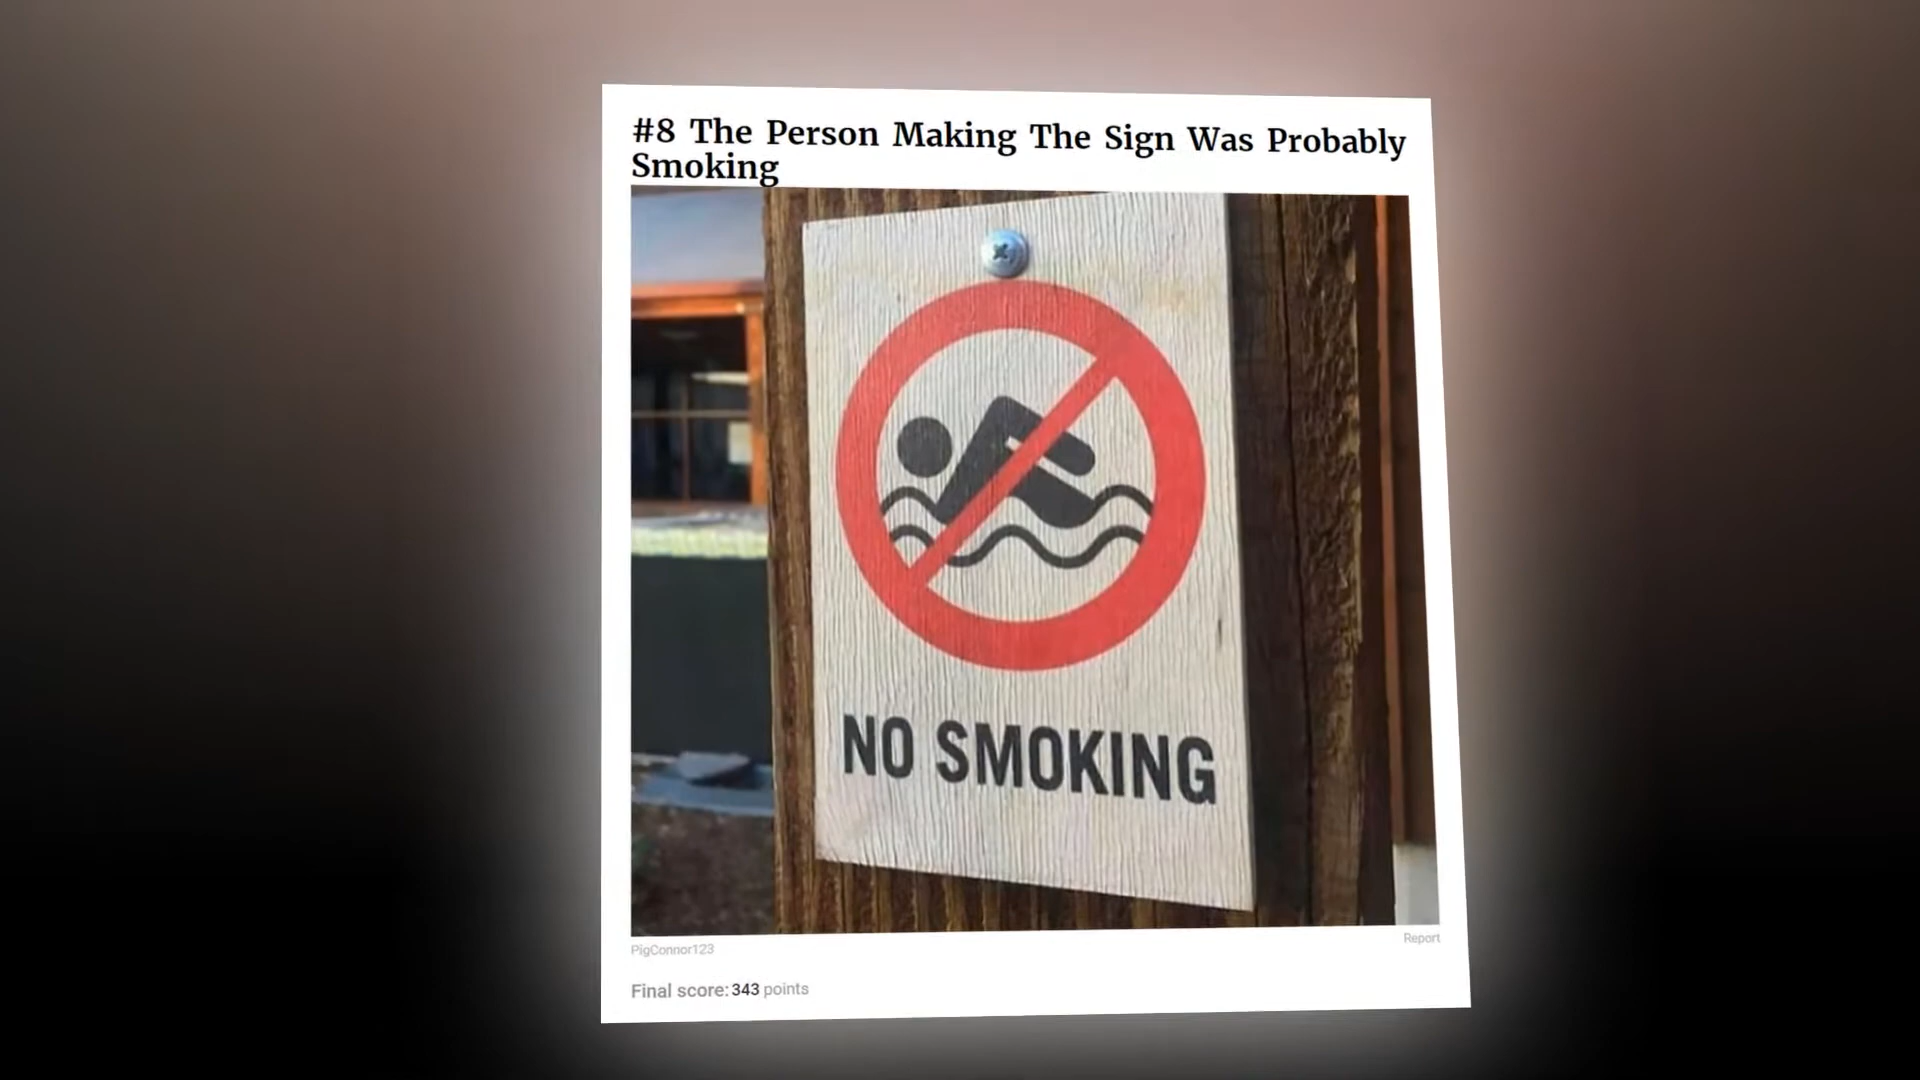 #8 The Person Making The Sign Was Probably
Smoking
NO SMOKING
PigConnor123
Report
Final score: 343 points